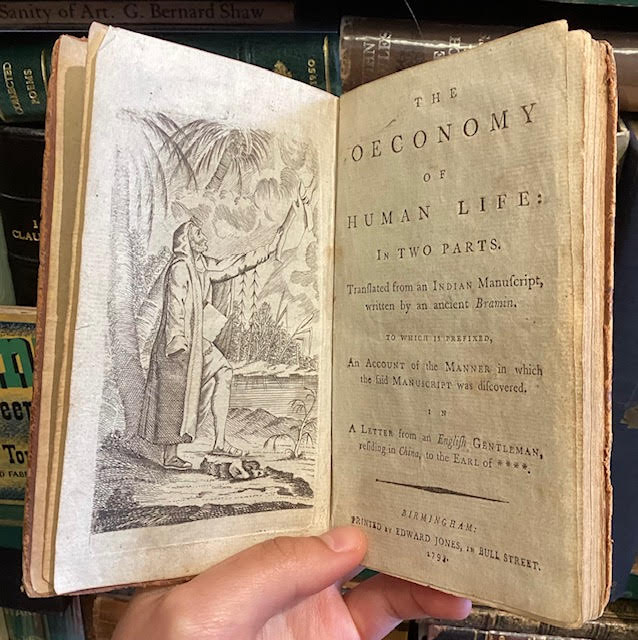 Sanity of Art. G. Bernard Shaw
COLLECTED
POEMS
1950
THE
OECONOMY
OF
HUMAN LIFE:
IN TWO PARTS.
Tranſlated from an INDIAN Manuſcript,
written by an ancient Bramin.
TO WHICH IS PREFIXED,
An ACCOUNT of the MANNER in which
the ſaid MANUSCRIPT was diſcovered.
IN
A LETTER from an Engliſh GENTLEMAN,
reſiding in China, to the EARL of ****.
BIRMINGHAM:
PRINTED BY EDWARD JONES, IN BULL STREET.
1793.